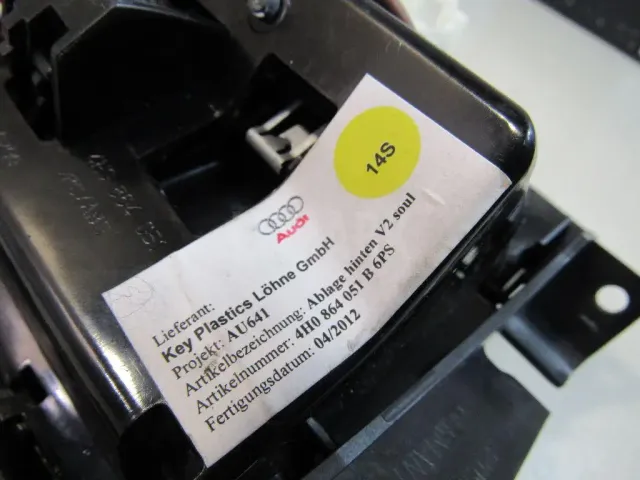 14S
Audi
Lieferant:
Key Plastics Löhne GmbH
Projekt: AU641
Artikelbezeichnung: Ablage hinten V2 soul
Artikelnummer: 4H0 864 051 B 6PS
Fertigungsdatum: 04/2012